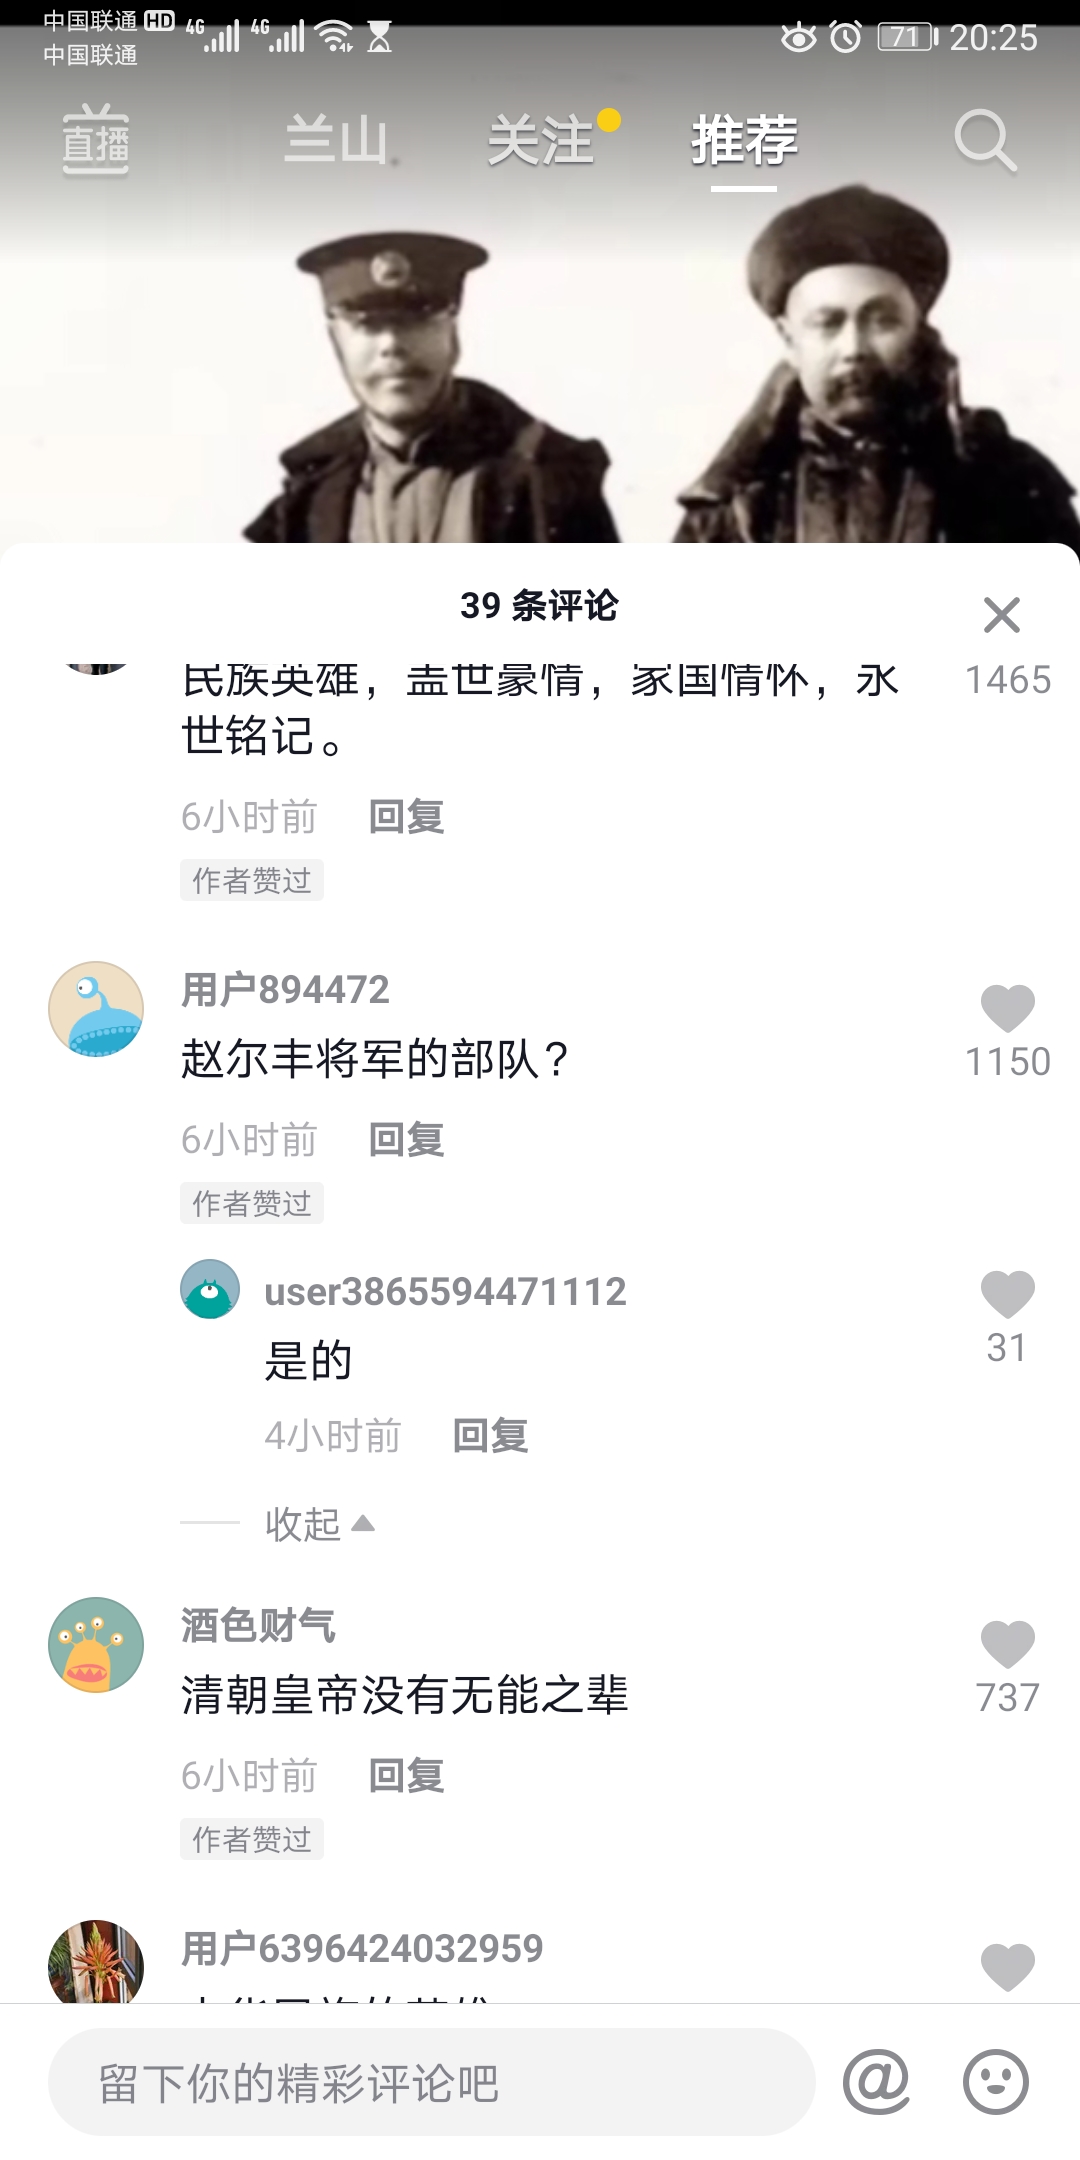 中国联通 HD 4G 4G 71 20:25
中国联通
直播 兰山 关注 推荐
39 条评论
民族英雄，盖世豪情，家国情怀，永
世铭记。
1465
6小时前 回复
作者赞过
用户894472
赵尔丰将军的部队?
1150
6小时前 回复
作者赞过
user3865594471112
是的
31
4小时前 回复
收起
酒色财气
清朝皇帝没有无能之辈
737
6小时前 回复
作者赞过
用户6396424032959
留下你的精彩评论吧
@